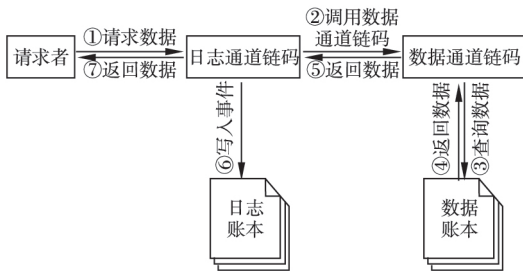 请求者
①请求数据
⑦返回数据
日志通道链码
②调用数据
通道链码
⑤返回数据
数据通道链码
⑥写入事件
④返回数据
③查询数据
日志
账本
数据
账本